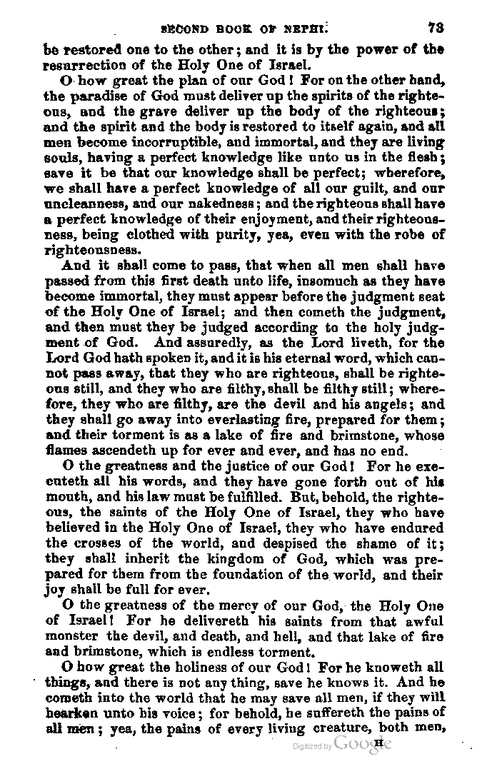 SECOND BOOK OF NEPHI. 73
be restored one to the other; and it is by the power of the
resurrection of the Holy One of Israel.
O how great the plan of our God! For on the other hand,
the paradise of God must deliver up the spirits of the righte-
ous, and the grave deliver up the body of the righteous;
and the spirit and the body is restored to itself again, and all
men become incorruptible, and immortal, and they are living
souls, having a perfect knowledge like unto us in the flesh;
save it be that our knowledge shall be perfect; wherefore,
we shall have a perfect knowledge of all our guilt, and our
uncleanness, and our nakedness; and the righteous shall have
a perfect knowledge of their enjoyment, and their righteous-
ness, being clothed with purity, yea, even with the robe of
righteousness.
And it shall come to pass, that when all men shall have
passed from this first death unto life, insomuch as they have
become immortal, they must appear before the judgment seat
of the Holy One of Israel; and then cometh the judgment,
and then must they be judged according to the holy judg-
ment of God. And assuredly, as the Lord liveth, for the
Lord God hath spoken it, and it is his eternal word, which can-
not pass away, that they who are righteous, shall be righte-
ous still, and they who are filthy, shall be filthy still; where-
fore, they who are filthy, are the devil and his angels; and
they shall go away into everlasting fire, prepared for them;
and their torment is as a lake of fire and brimstone, whose
flames ascendeth up for ever and ever, and has no end.
O the greatness and the justice of our God! For he exe-
cuteth all his words, and they have gone forth out of his
mouth, and his law must be fulfilled. But, behold, the righte-
ous, the saints of the Holy One of Israel, they who have
believed in the Holy One of Israel, they who have endured
the crosses of the world, and despised the shame of it;
they shall inherit the kingdom of God, which was pre-
pared for them from the foundation of the world, and their
joy shall be full for ever.
O the greatness of the mercy of our God, the Holy One
of Israel! For he delivereth his saints from that awful
monster the devil, and death, and hell, and that lake of fire
and brimstone, which is endless torment.
O how great the holiness of our God! For he knoweth all
things, and there is not any thing, save he knows it. And he
cometh into the world that he may save all men, if they will
hearken unto his voice; for behold, he suffereth the pains of
all men; yea, the pains of every living creature, both men,
H
Digitized by Google